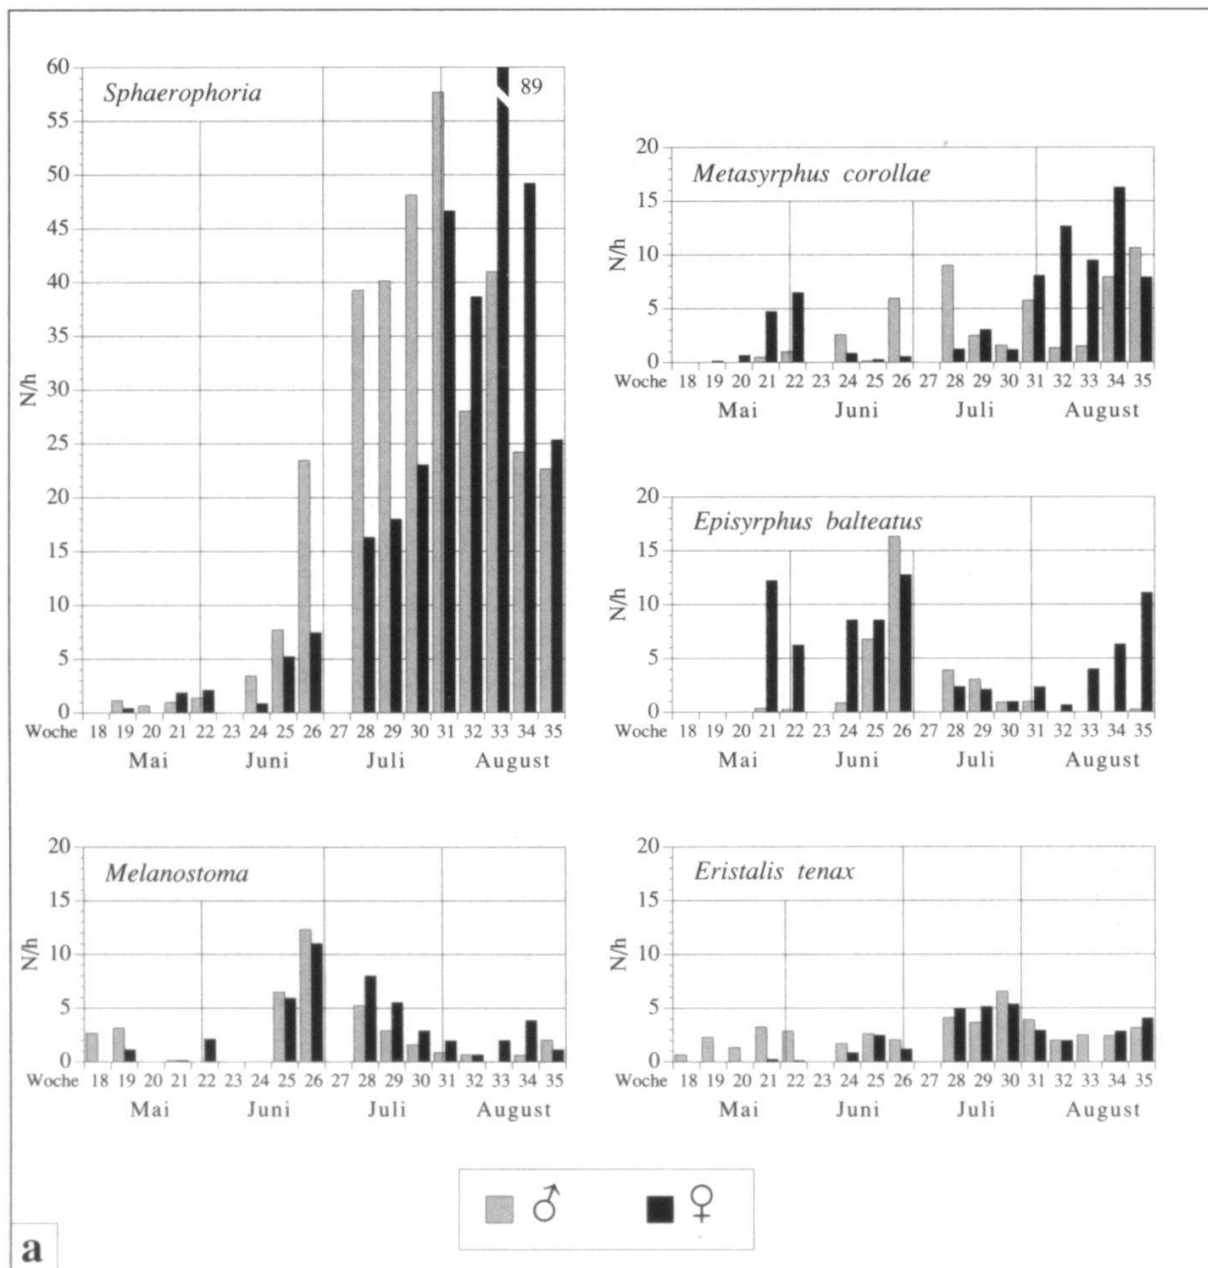 Sphaerophoria
89
N/h
60
55
50
45
40
35
30
25
20
15
10
5
0
Woche 18 19 20 21 22 23 24 25 26 27 28 29 30 31 32 33 34 35
Mai Juni Juli August
Metasyrphus corollae
N/h
20
15
10
5
0
Woche 18 19 20 21 22 23 24 25 26 27 28 29 30 31 32 33 34 35
Mai Juni Juli August
Episyrphus balteatus
N/h
20
15
10
5
0
Woche 18 19 20 21 22 23 24 25 26 27 28 29 30 31 32 33 34 35
Mai Juni Juli August
Melanostoma
N/h
20
15
10
5
0
Woche 18 19 20 21 22 23 24 25 26 27 28 29 30 31 32 33 34 35
Mai Juni Juli August
Eristalis tenax
N/h
20
15
10
5
0
Woche 18 19 20 21 22 23 24 25 26 27 28 29 30 31 32 33 34 35
Mai Juni Juli August
♂ ♀
a